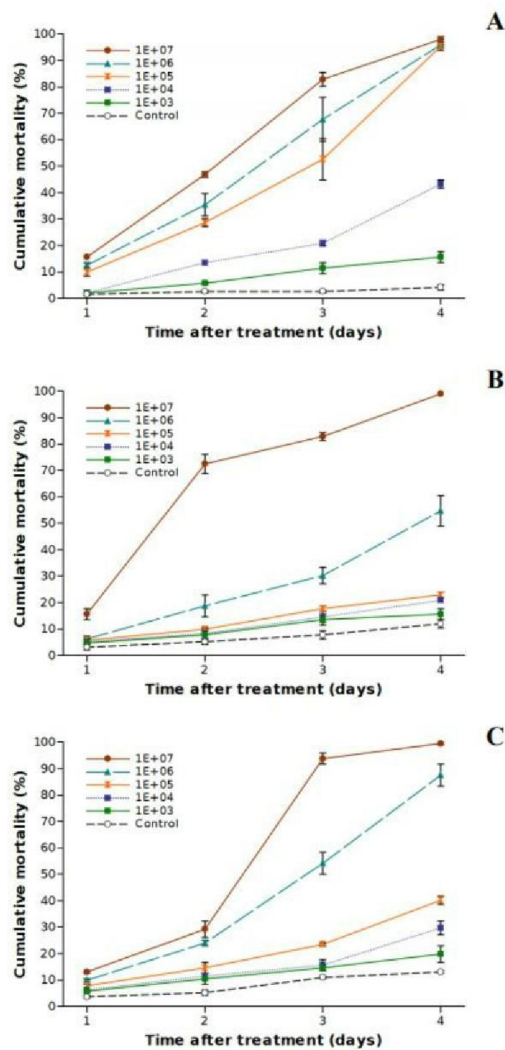 A
Cumulative mortality (%)
100
90
80
70
60
50
40
30
20
10
0
1E+07
1E+06
1E+05
1E+04
1E+03
Control
1 2 3 4
Time after treatment (days)
B
Cumulative mortality (%)
100
90
80
70
60
50
40
30
20
10
0
1E+07
1E+06
1E+05
1E+04
1E+03
Control
1 2 3 4
Time after treatment (days)
C
Cumulative mortality (%)
100
90
80
70
60
50
40
30
20
10
0
1E+07
1E+06
1E+05
1E+04
1E+03
Control
1 2 3 4
Time after treatment (days)